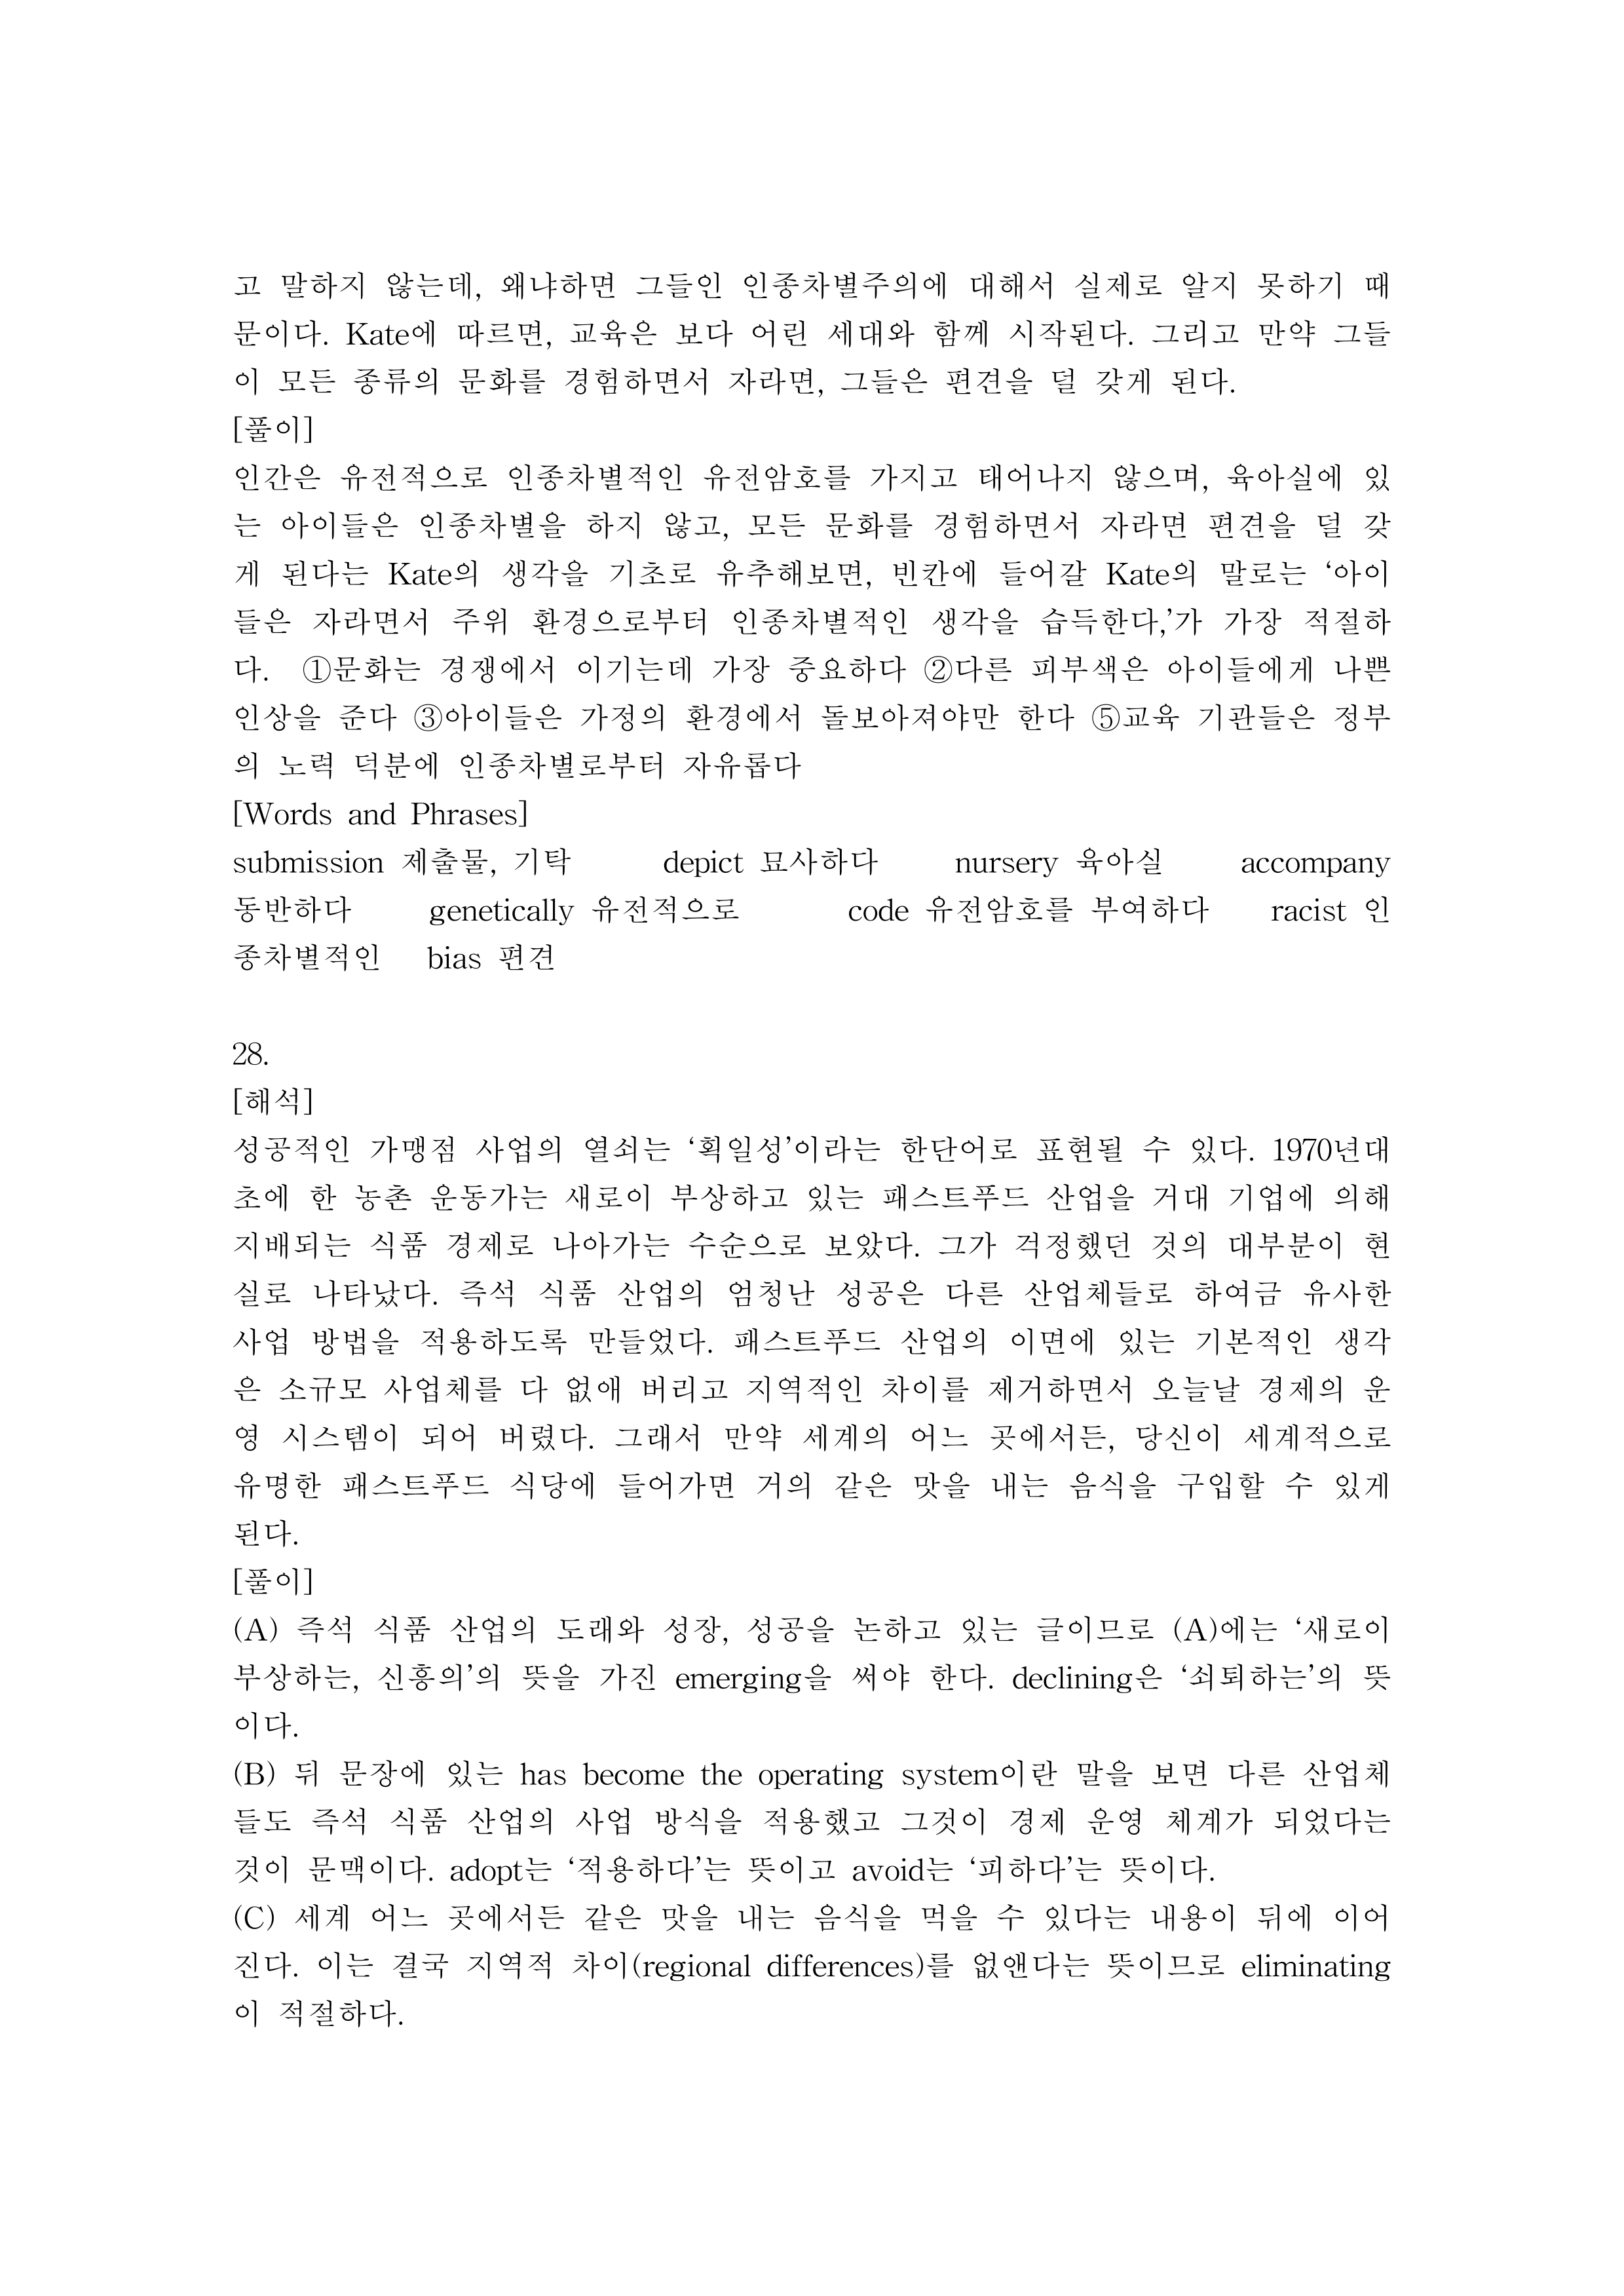 고 말하지 않는데, 왜냐하면 그들인 인종차별주의에 대해서 실제로 알지 못하기 때
문이다. Kate에 따르면, 교육은 보다 어린 세대와 함께 시작된다. 그리고 만약 그들
이 모든 종류의 문화를 경험하면서 자라면, 그들은 편견을 덜 갖게 된다.
[풀이]
인간은 유전적으로 인종차별적인 유전암호를 가지고 태어나지 않으며, 육아실에 있
는 아이들은 인종차별을 하지 않고, 모든 문화를 경험하면서 자라면 편견을 덜 갖
게 된다는 Kate의 생각을 기초로 유추해보면, 빈칸에 들어갈 Kate의 말로는 ‘아이
들은 자라면서 주위 환경으로부터 인종차별적인 생각을 습득한다,’가 가장 적절하
다. ①문화는 경쟁에서 이기는데 가장 중요하다 ②다른 피부색은 아이들에게 나쁜
인상을 준다 ③아이들은 가정의 환경에서 돌보아져야만 한다 ⑤교육 기관들은 정부
의 노력 덕분에 인종차별로부터 자유롭다
[Words and Phrases]
submission 제출물, 기탁 depict 묘사하다 nursery 육아실 accompany
동반하다 genetically 유전적으로 code 유전암호를 부여하다 racist 인
종차별적인 bias 편견
28.
[해석]
성공적인 가맹점 사업의 열쇠는 ‘획일성’이라는 한단어로 표현될 수 있다. 1970년대
초에 한 농촌 운동가는 새로이 부상하고 있는 패스트푸드 산업을 거대 기업에 의해
지배되는 식품 경제로 나아가는 수순으로 보았다. 그가 걱정했던 것의 대부분이 현
실로 나타났다. 즉석 식품 산업의 엄청난 성공은 다른 산업체들로 하여금 유사한
사업 방법을 적용하도록 만들었다. 패스트푸드 산업의 이면에 있는 기본적인 생각
은 소규모 사업체를 다 없애 버리고 지역적인 차이를 제거하면서 오늘날 경제의 운
영 시스템이 되어 버렸다. 그래서 만약 세계의 어느 곳에서든, 당신이 세계적으로
유명한 패스트푸드 식당에 들어가면 거의 같은 맛을 내는 음식을 구입할 수 있게
된다.
[풀이]
(A) 즉석 식품 산업의 도래와 성장, 성공을 논하고 있는 글이므로 (A)에는 ‘새로이
부상하는, 신흥의’의 뜻을 가진 emerging을 써야 한다. declining은 ‘쇠퇴하는’의 뜻
이다.
(B) 뒤 문장에 있는 has become the operating system이란 말을 보면 다른 산업체
들도 즉석 식품 산업의 사업 방식을 적용했고 그것이 경제 운영 체계가 되었다는
것이 문맥이다. adopt는 ‘적용하다’는 뜻이고 avoid는 ‘피하다’는 뜻이다.
(C) 세계 어느 곳에서든 같은 맛을 내는 음식을 먹을 수 있다는 내용이 뒤에 이어
진다. 이는 결국 지역적 차이(regional differences)를 없앤다는 뜻이므로 eliminating
이 적절하다.